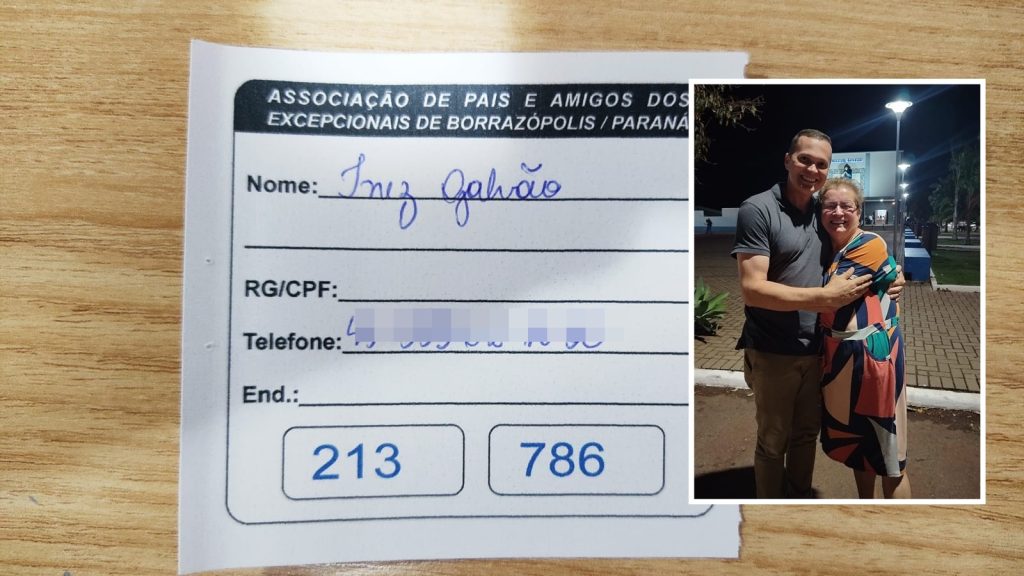 ASSOCIAÇÃO DE PAIS E AMIGOS DOS
EXCEPCIONAIS DE BORRAZÓPOLIS / PARANÁ
Nome: Inez Galvão
RG/CPF:
Telefone:
End.:
213
786